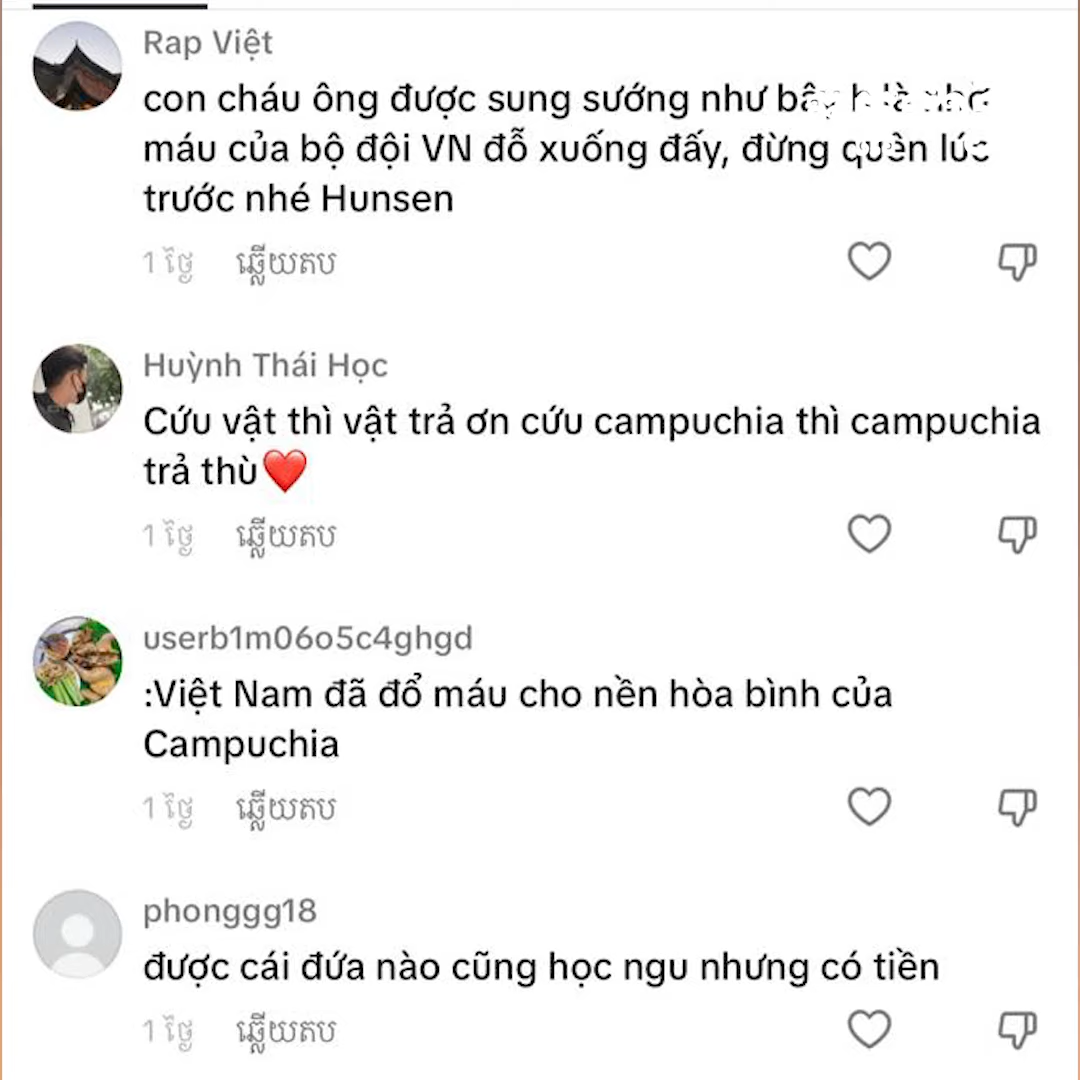 Rap Việt
con cháu ông được sung sướng như
máu của bộ đội VN đỗ xuống đấy, đừng quên lúc
trước nhé Hunsen
1 ថ្ងៃ ឆ្លើយតប
Huỳnh Thái Học
Cứu vật thì vật trả ơn cứu campuchia thì campuchia
trả thù❤️
1 ថ្ងៃ ឆ្លើយតប
userb1m06o5c4ghgd
:Việt Nam đã đổ máu cho nền hòa bình của
Campuchia
1 ថ្ងៃ ឆ្លើយតប
phonggg18
được cái đứa nào cũng học ngu nhưng có tiền
1 ថ្ងៃ ឆ្លើយតប